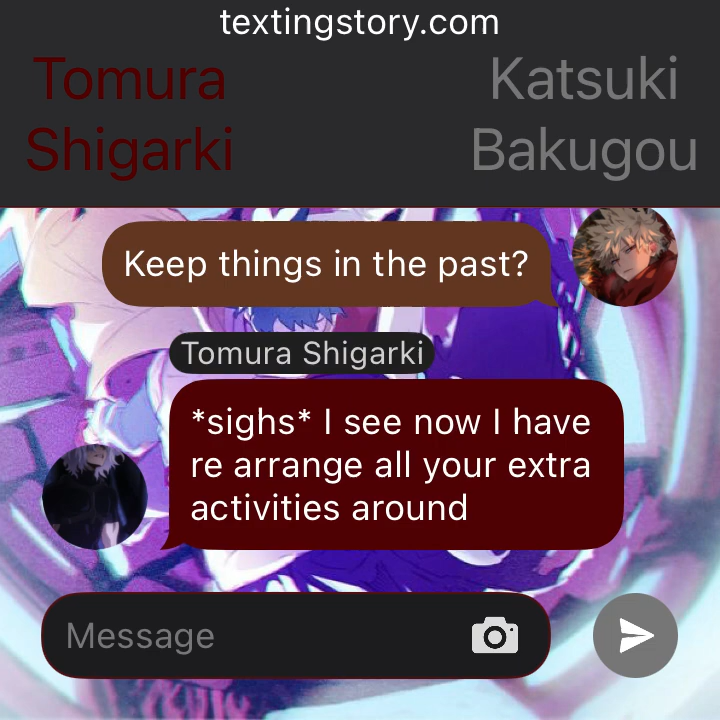 textingstory.com
Tomura Katsuki
Shigarki Bakugou
Keep things in the past?
Tomura Shigarki
*sighs* I see now I have
re arrange all your extra
activities around
Message